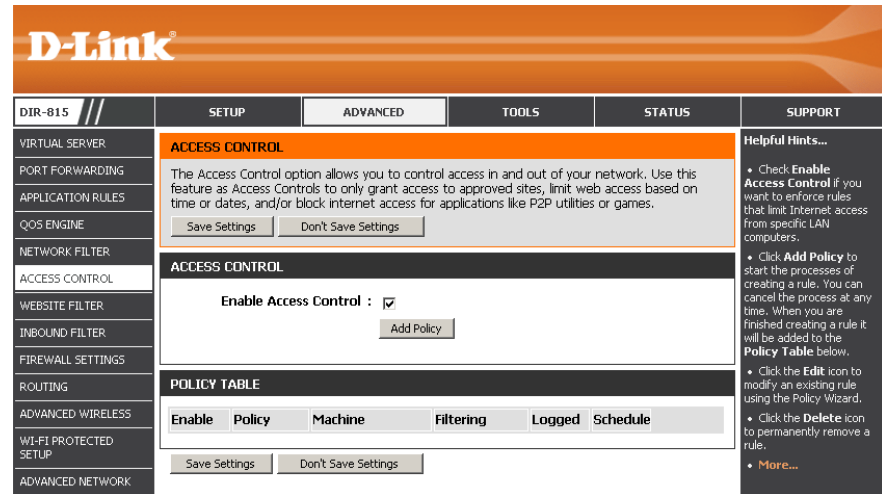 D-Link®
DIR-815
SETUP
ADVANCED
TOOLS
STATUS
SUPPORT
VIRTUAL SERVER
PORT FORWARDING
APPLICATION RULES
QOS ENGINE
NETWORK FILTER
ACCESS CONTROL
WEBSITE FILTER
INBOUND FILTER
FIREWALL SETTINGS
ROUTING
ADVANCED WIRELESS
WI-FI PROTECTED
SETUP
ADVANCED NETWORK
ACCESS CONTROL
The Access Control option allows you to control access in and out of your network. Use this
feature as Access Controls to only grant access to approved sites, limit web access based on
time or dates, and/or block internet access for applications like P2P utilities or games.
Save Settings
Don't Save Settings
ACCESS CONTROL
Enable Access Control :
Add Policy
POLICY TABLE
Enable Policy Machine Filtering Logged Schedule
Save Settings
Don't Save Settings
Helpful Hints...
• Check Enable
Access Control if you
want to enforce rules
that limit Internet access
from specific LAN
computers.
• Click Add Policy to
start the processes of
creating a rule. You can
cancel the process at any
time. When you are
finished creating a rule it
will be added to the
Policy Table below.
• Click the Edit icon to
modify an existing rule
using the Policy Wizard.
• Click the Delete icon
to permanently remove a
rule.
• More...